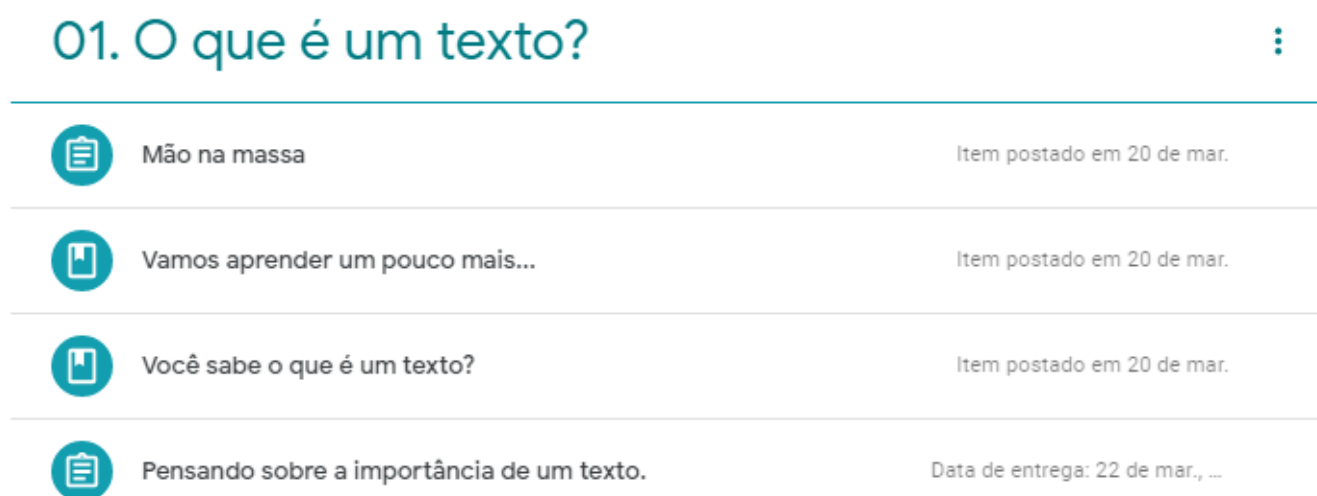 01. O que é um texto?
Mão na massa Item postado em 20 de mar.
Vamos aprender um pouco mais... Item postado em 20 de mar.
Você sabe o que é um texto? Item postado em 20 de mar.
Pensando sobre a importância de um texto. Data de entrega: 22 de mar., ...